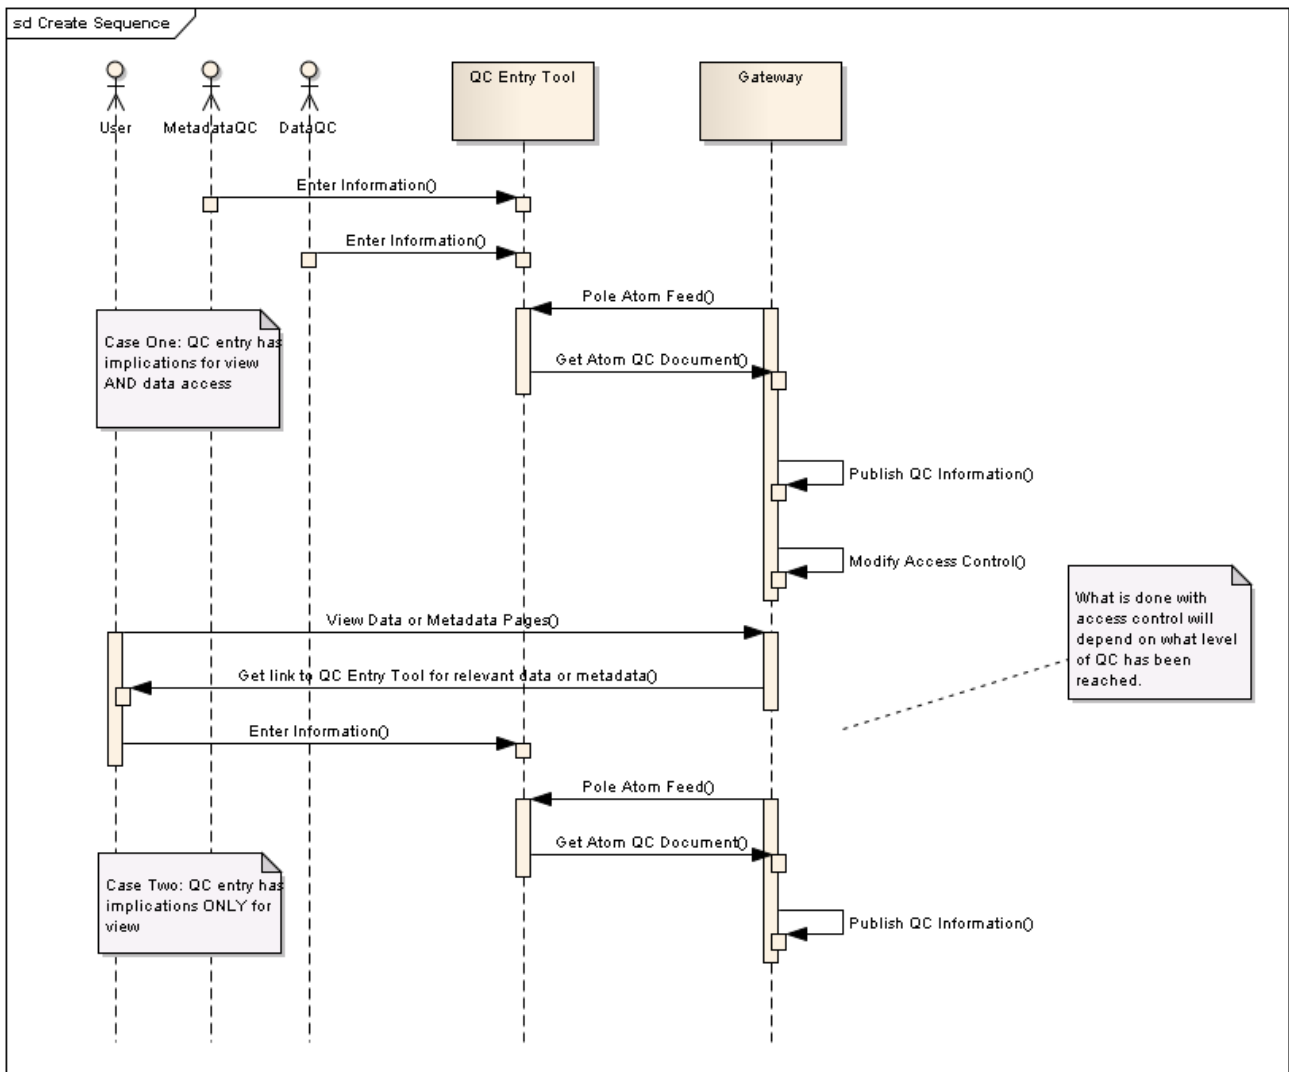 sd Create Sequence
QC Entry Tool
Gateway
User
MetadataQC
DataQC
Enter Information()
Enter Information()
Pole Atom Feed()
Case One: QC entry has
implications for view
AND data access
Get Atom QC Document()
Publish QC Information()
Modify Access Control()
What is done with
access control will
depend on what level
of QC has been
reached.
View Data or Metadata Pages()
Get link to QC Entry Tool for relevant data or metadata()
Enter Information()
Pole Atom Feed()
Get Atom QC Document()
Case Two: QC entry has
implications ONLY for
view
Publish QC Information()